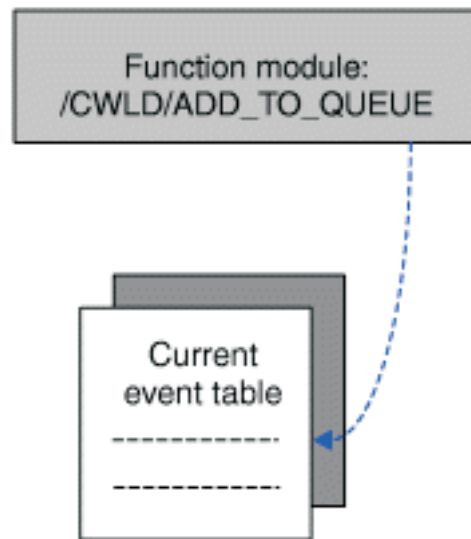 Function module:
/CWLD/ADD_TO_QUEUE
Current
event table